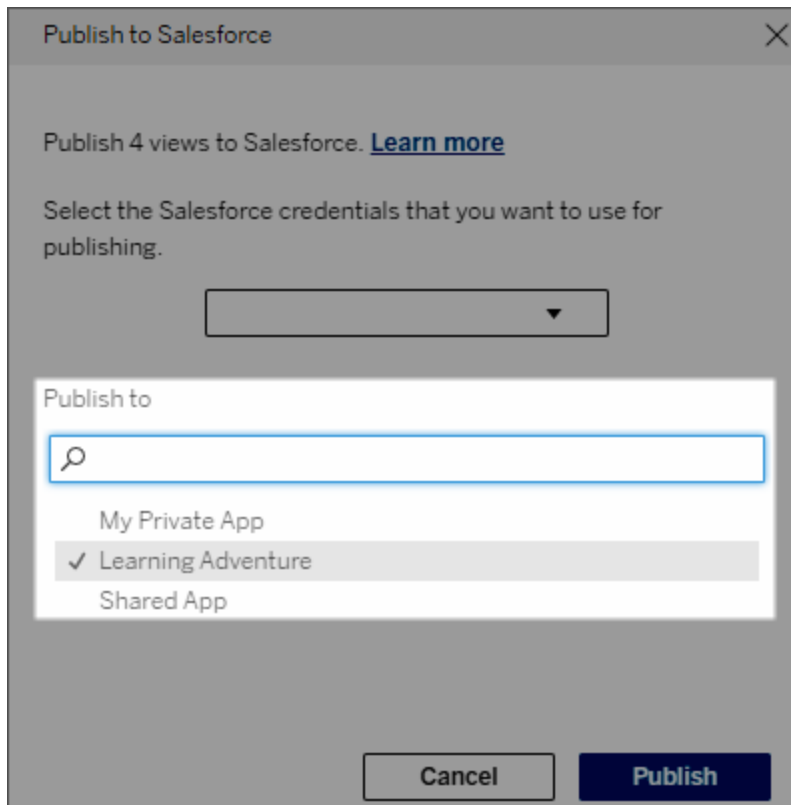 Publish to Salesforce
Publish 4 views to Salesforce. Learn more
Select the Salesforce credentials that you want to use for
publishing.
Publish to
My Private App
Learning Adventure
Shared App
Cancel
Publish